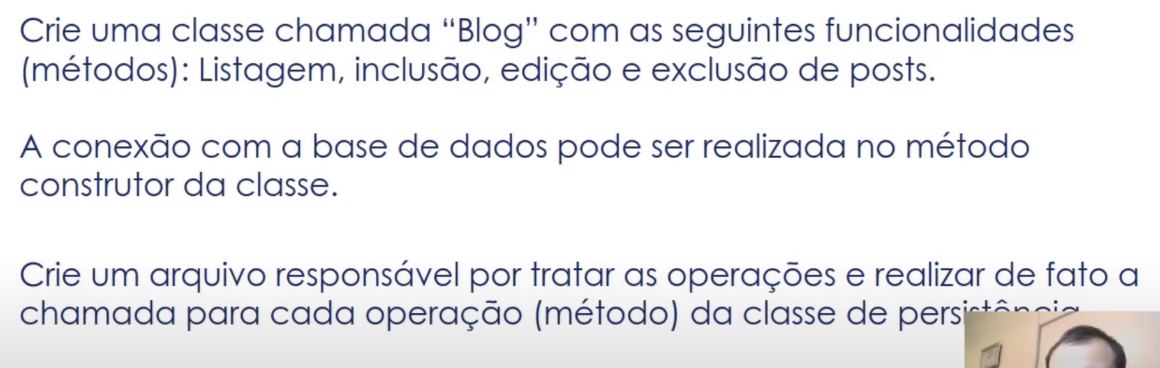 Crie uma classe chamada “Blog” com as seguintes funcionalidades
(métodos): Listagem, inclusão, edição e exclusão de posts.
A conexão com a base de dados pode ser realizada no método
construtor da classe.
Crie um arquivo responsável por tratar as operações e realizar de fato a
chamada para cada operação (método) da classe de persistência